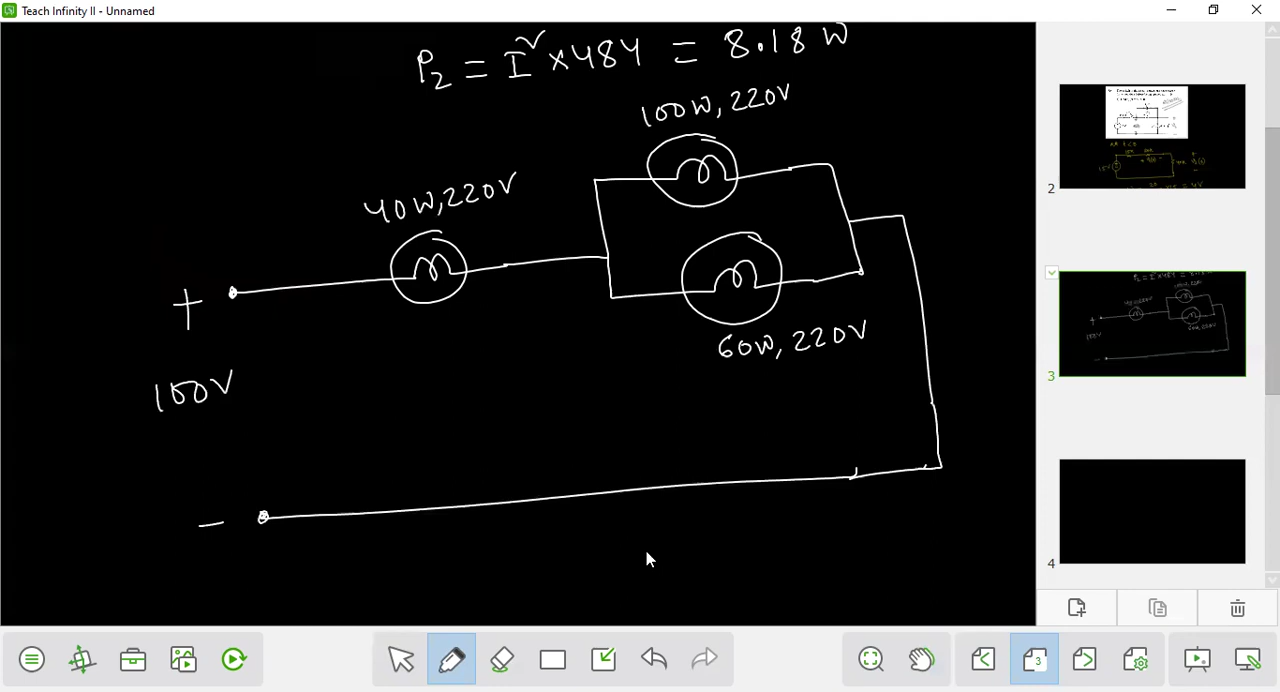 Teach Infinity II - Unnamed
P₂ = I² × 484 = 8.18 W
100W, 220V
40W, 220V
+
100V
60W, 220V
-
2
3
4
3